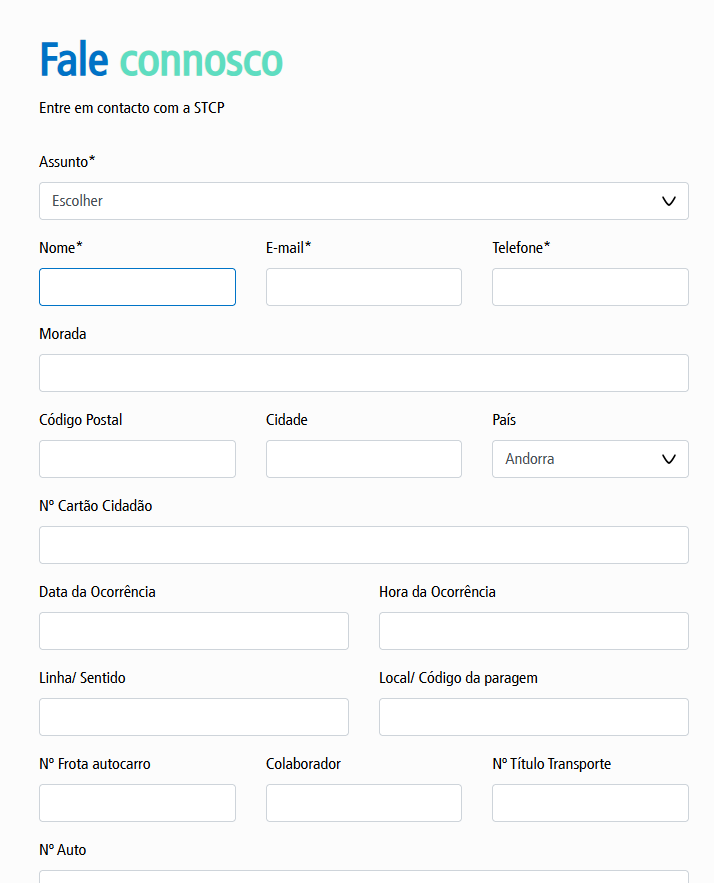 Fale connosco
Entre em contacto com a STCP
Assunto*
Escolher
Nome* E-mail* Telefone*
Morada
Código Postal Cidade País
Andorra
Nº Cartão Cidadão
Data da Ocorrência Hora da Ocorrência
Linha/ Sentido Local/ Código da paragem
Nº Frota autocarro Colaborador Nº Título Transporte
Nº Auto